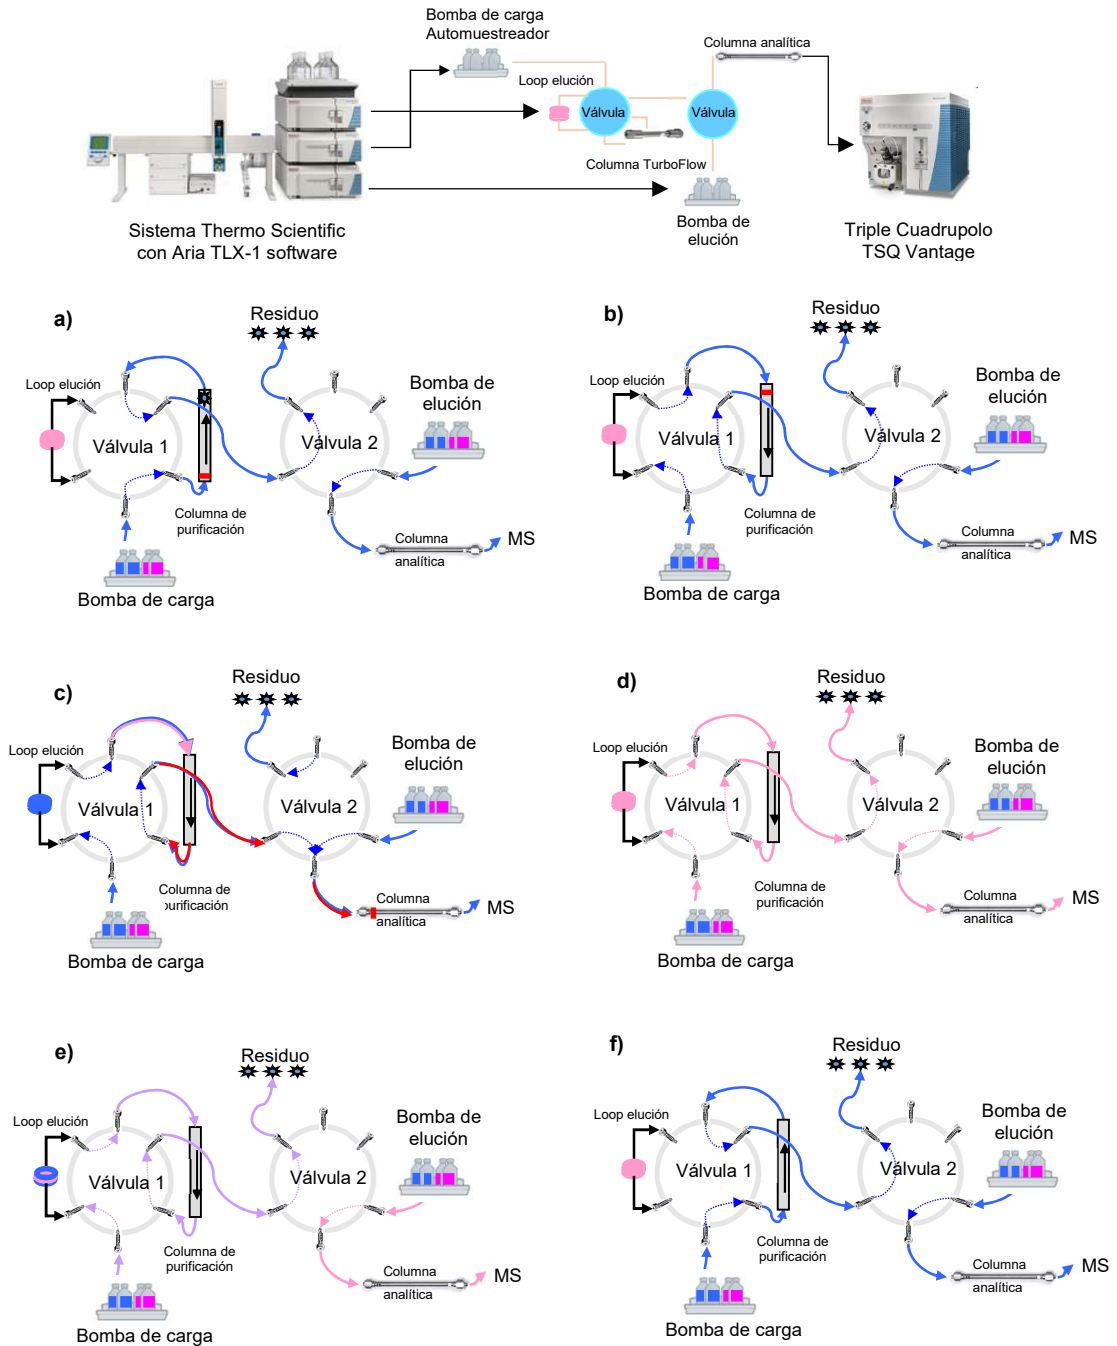 Bomba de carga
Automuestreador
Columna analítica
Loop elución
Válvula
Válvula
Columna TurboFlow
Bomba de
elución
Sistema Thermo Scientific
con Aria TLX-1 software
Triple Cuadrupolo
TSQ Vantage
a)
Residuo
Loop elución
Bomba de
elución
Válvula 1
Válvula 2
Columna de
purificación
Columna
analítica
MS
Bomba de carga
b)
Residuo
Loop elución
Bomba de
elución
Válvula 1
Válvula 2
Columna de
purificación
Columna
analítica
MS
Bomba de carga
c)
Residuo
Loop elución
Bomba de
elución
Válvula 1
Válvula 2
Columna de
purificación
Columna
analítica
MS
Bomba de carga
d)
Residuo
Loop elución
Bomba de
elución
Válvula 1
Válvula 2
Columna de
purificación
Columna
analítica
MS
Bomba de carga
e)
Residuo
Loop elución
Bomba de
elución
Válvula 1
Válvula 2
Columna de
purificación
Columna
analítica
MS
Bomba de carga
f)
Residuo
Loop elución
Bomba de
elución
Válvula 1
Válvula 2
Columna de
purificación
Columna
analítica
MS
Bomba de carga